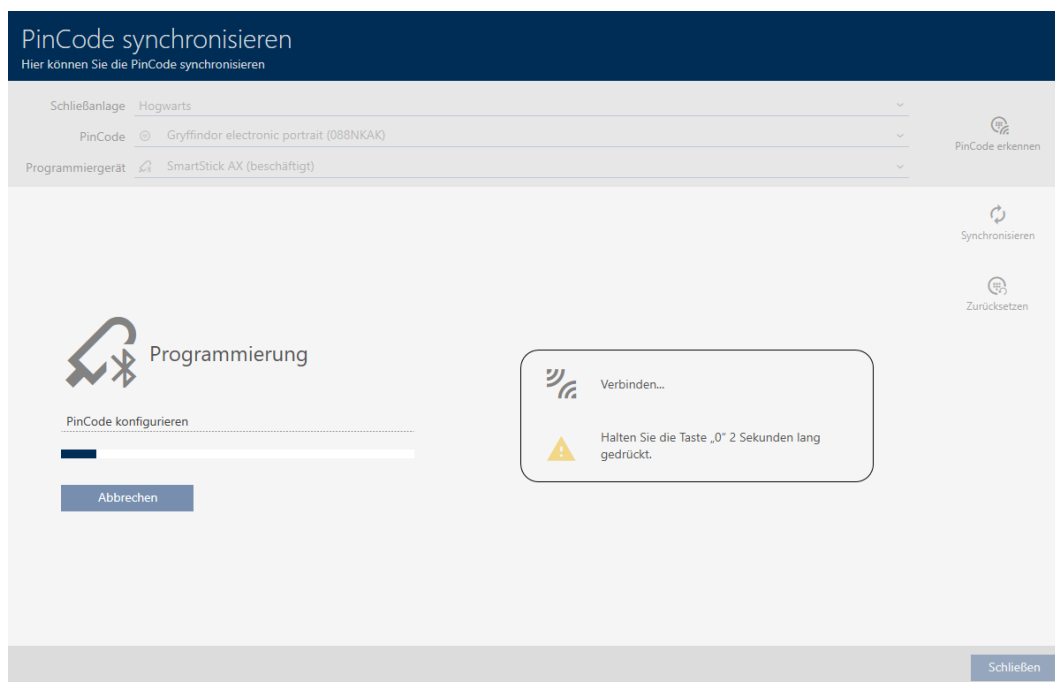 PinCode synchronisieren
Hier können Sie die PinCode synchronisieren
Schließanlage Hogwarts
PinCode Gryffindor electronic portrait (088NKAK)
PinCode erkennen
Programmiergerät SmartStick AX (beschäftigt)
Synchronisieren
Zurücksetzen
Programmierung
PinCode konfigurieren
Abbrechen
Verbinden...
Halten Sie die Taste „0" 2 Sekunden lang
gedrückt.
Schließen